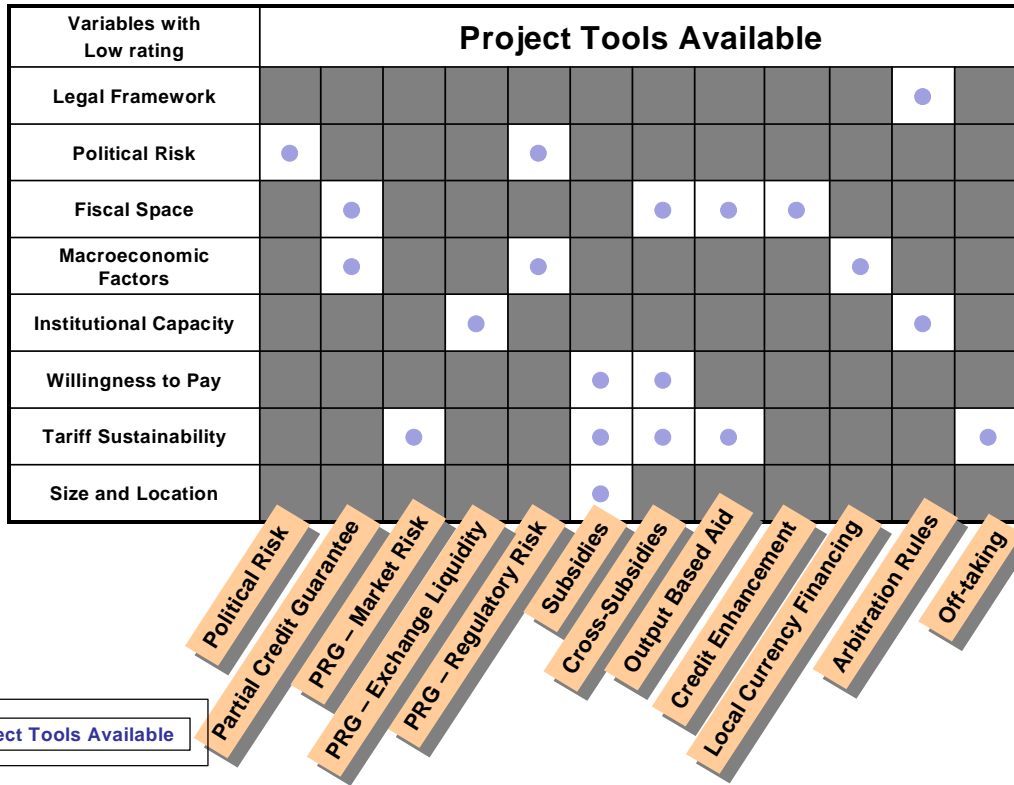 Variables with
Low rating
Project Tools Available
Legal Framework
Political Risk
Fiscal Space
Macroeconomic
Factors
Institutional Capacity
Willingness to Pay
Tariff Sustainability
Size and Location
Political Risk
Partial Credit Guarantee
PRG – Market Risk
PRG – Exchange Liquidity
PRG – Regulatory Risk
Subsidies
Cross-Subsidies
Output Based Aid
Credit Enhancement
Local Currency Financing
Arbitration Rules
Off-taking
ect Tools Available